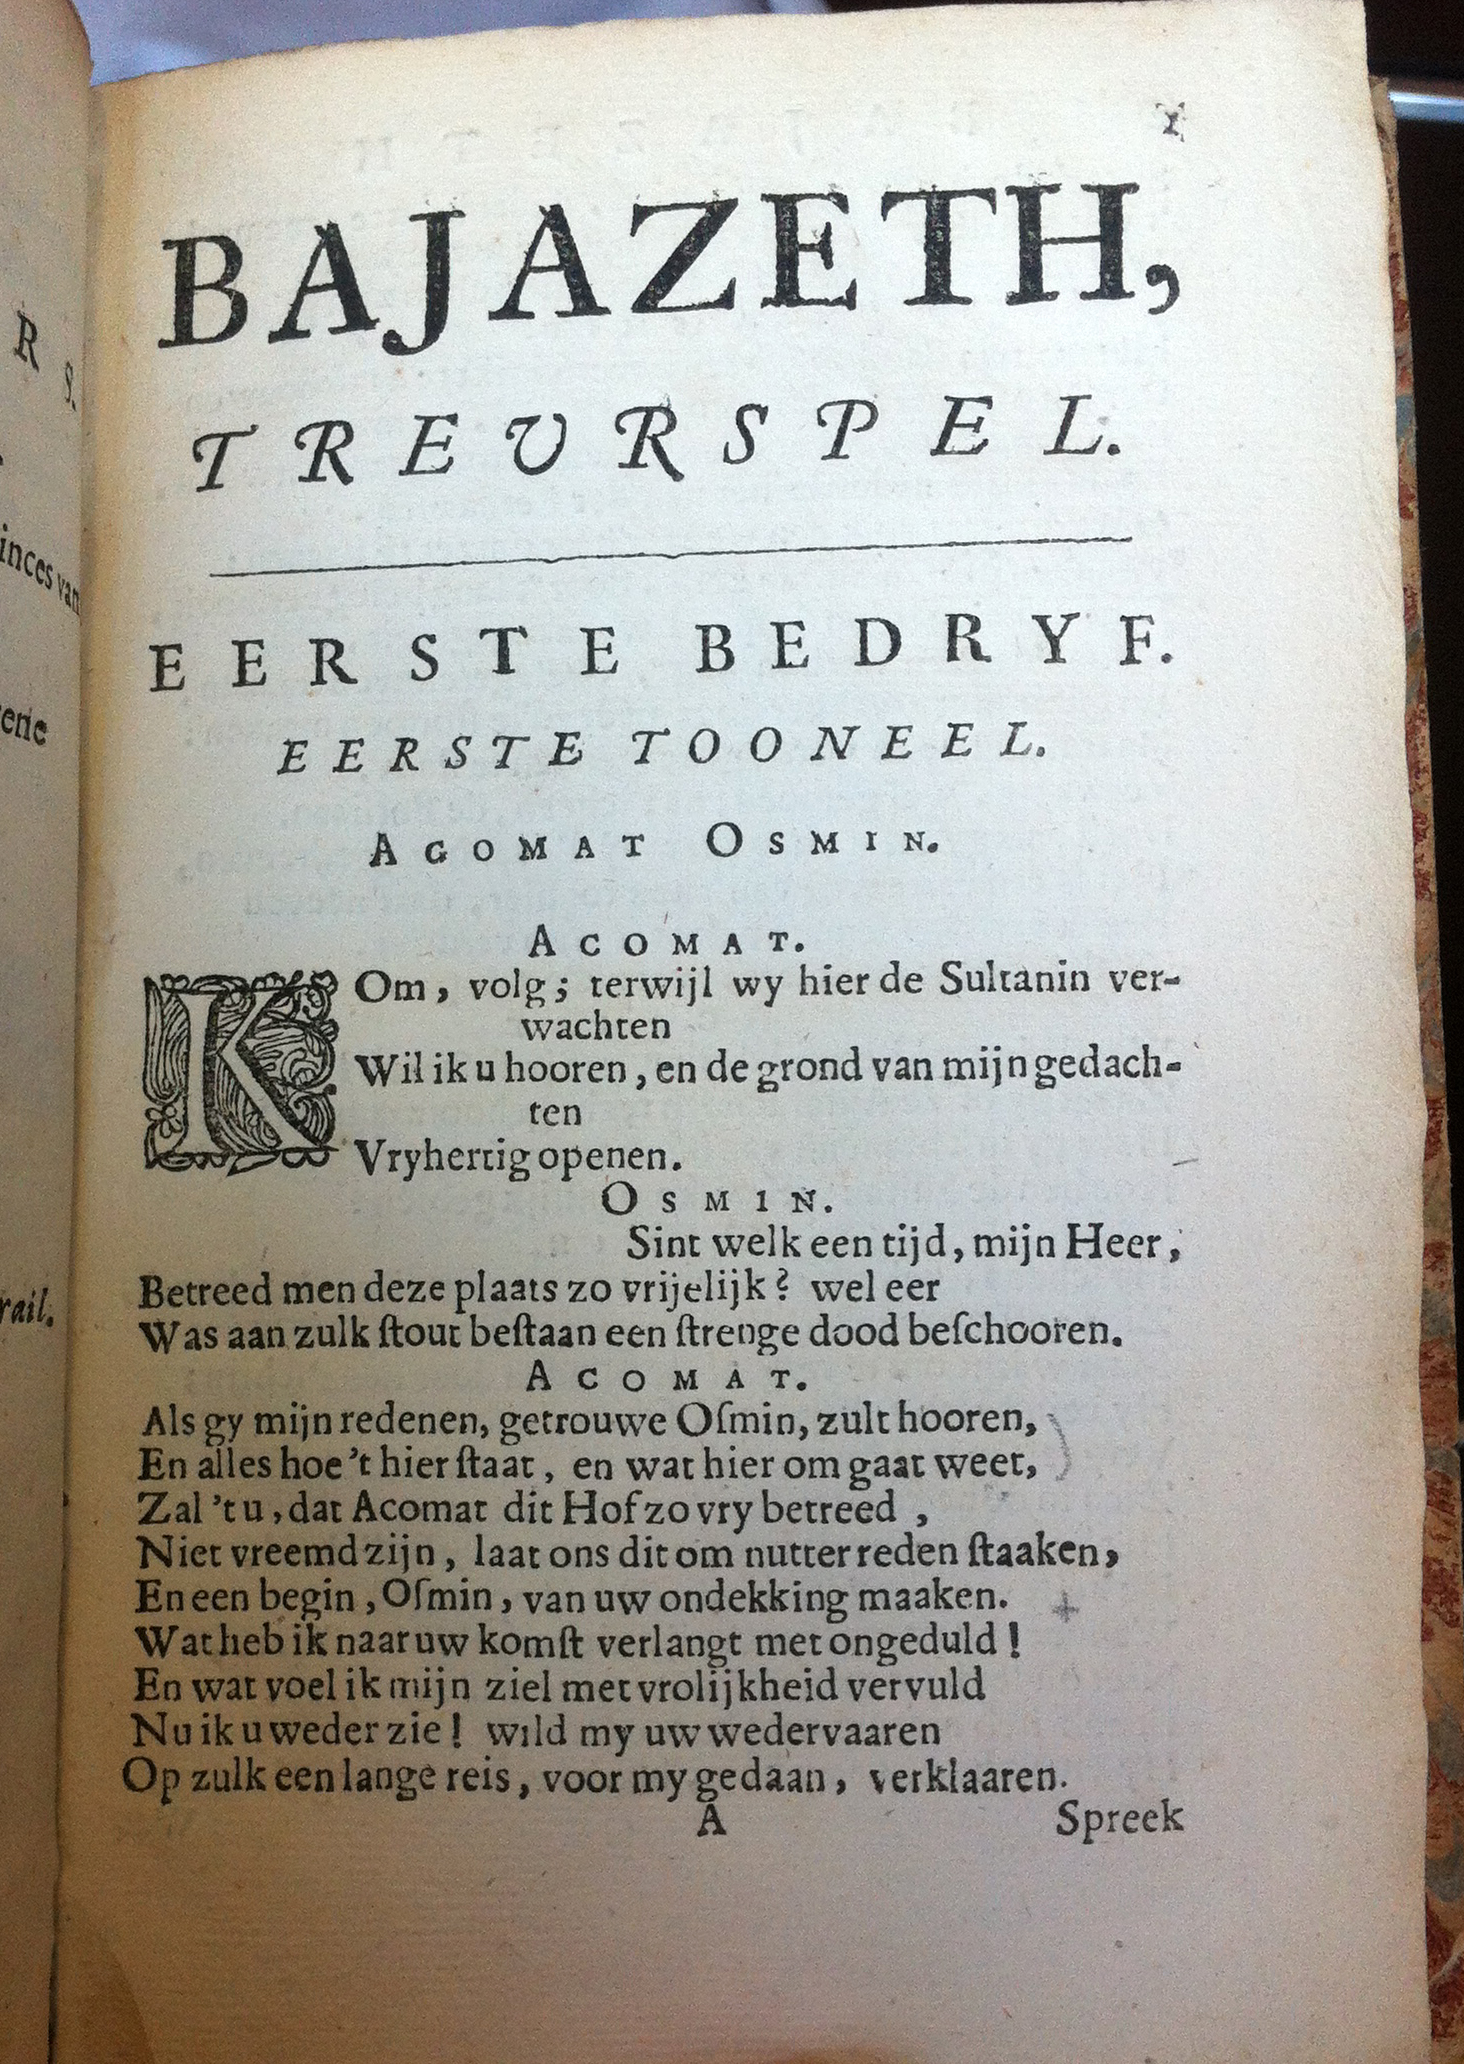 1
BAJAZETH,
TREURSPEL.
EERSTE BEDRYF.
EERSTE TOONEEL.
AGOMAT OSMIN.
ACOMAT.
KOm, volg; terwijl wy hier de Sultanin ver-
wachten
Wil ik u hooren, en de grond van mijn gedach-
ten
Vryhertig openen.
OSMIN.
Sint welk een tijd, mijn Heer,
Betreed men deze plaats zo vrijelijk? wel eer
Was aan zulk ſtout beſtaan een ſtrenge dood beſchooren.
ACOMAT.
Als gy mijn redenen, getrouwe Oſmin, zult hooren,
En alles hoe 't hier ſtaat, en wat hier om gaat weet,
Zal 't u, dat Acomat dit Hof zo vry betreed,
Niet vreemd zijn, laat ons dit om nutter reden ſtaaken,
En een begin, Oſmin, van uw ondekking maaken.
Wat heb ik naar uw komſt verlangt met ongeduld!
En wat voel ik mijn ziel met vrolijkheid vervuld
Nu ik u weder zie! wild my uw wedervaaren
Op zulk een lange reis, voor my gedaan, verklaaren.
A Spreek
R S.
inces van
rail.